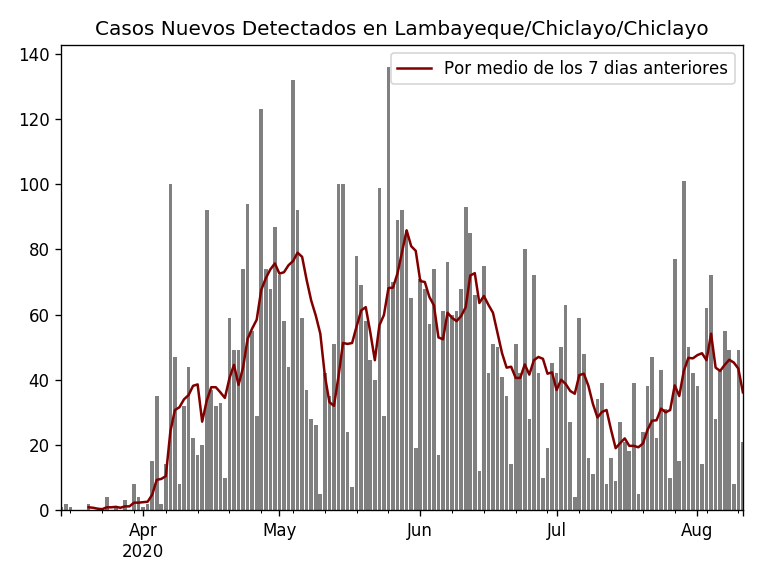 Casos Nuevos Detectados en Lambayeque/Chiclayo/Chiclayo
Por medio de los 7 dias anteriores
140
120
100
80
60
40
20
0
Apr
2020
May
Jun
Jul
Aug